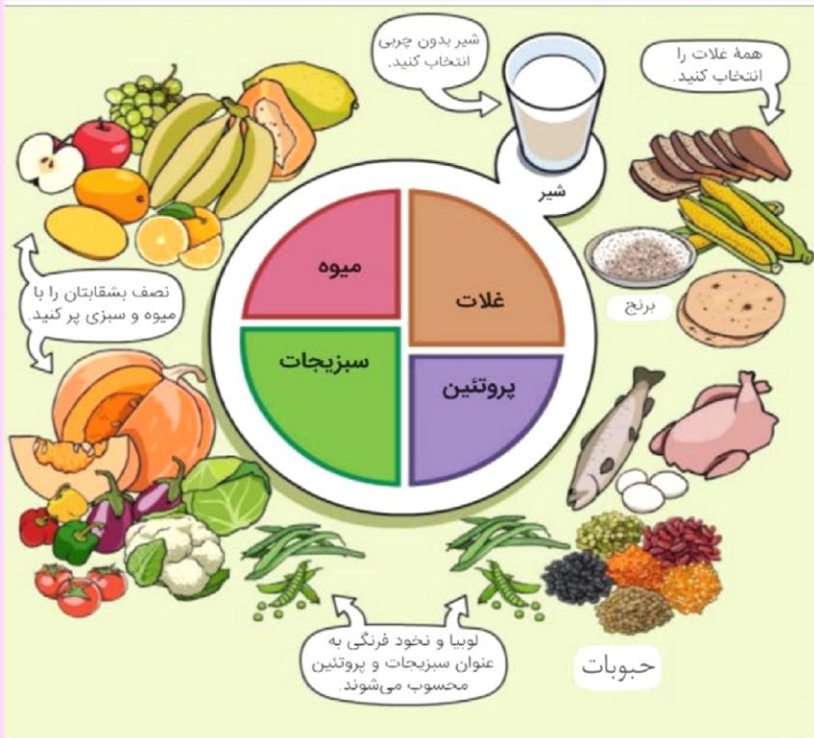 همهٔ غلات را
انتخاب کنید.
شیر بدون چربی
انتخاب کنید.
شیر
برنج
میوه
غلات
سبزیجات
پروتئین
نصف بشقابتان را با
میوه و سبزی پر کنید.
لوبیا و نخود فرنگی به
عنوان سبزیجات و پروتئین
محسوب می‌شوند.
حبوبات